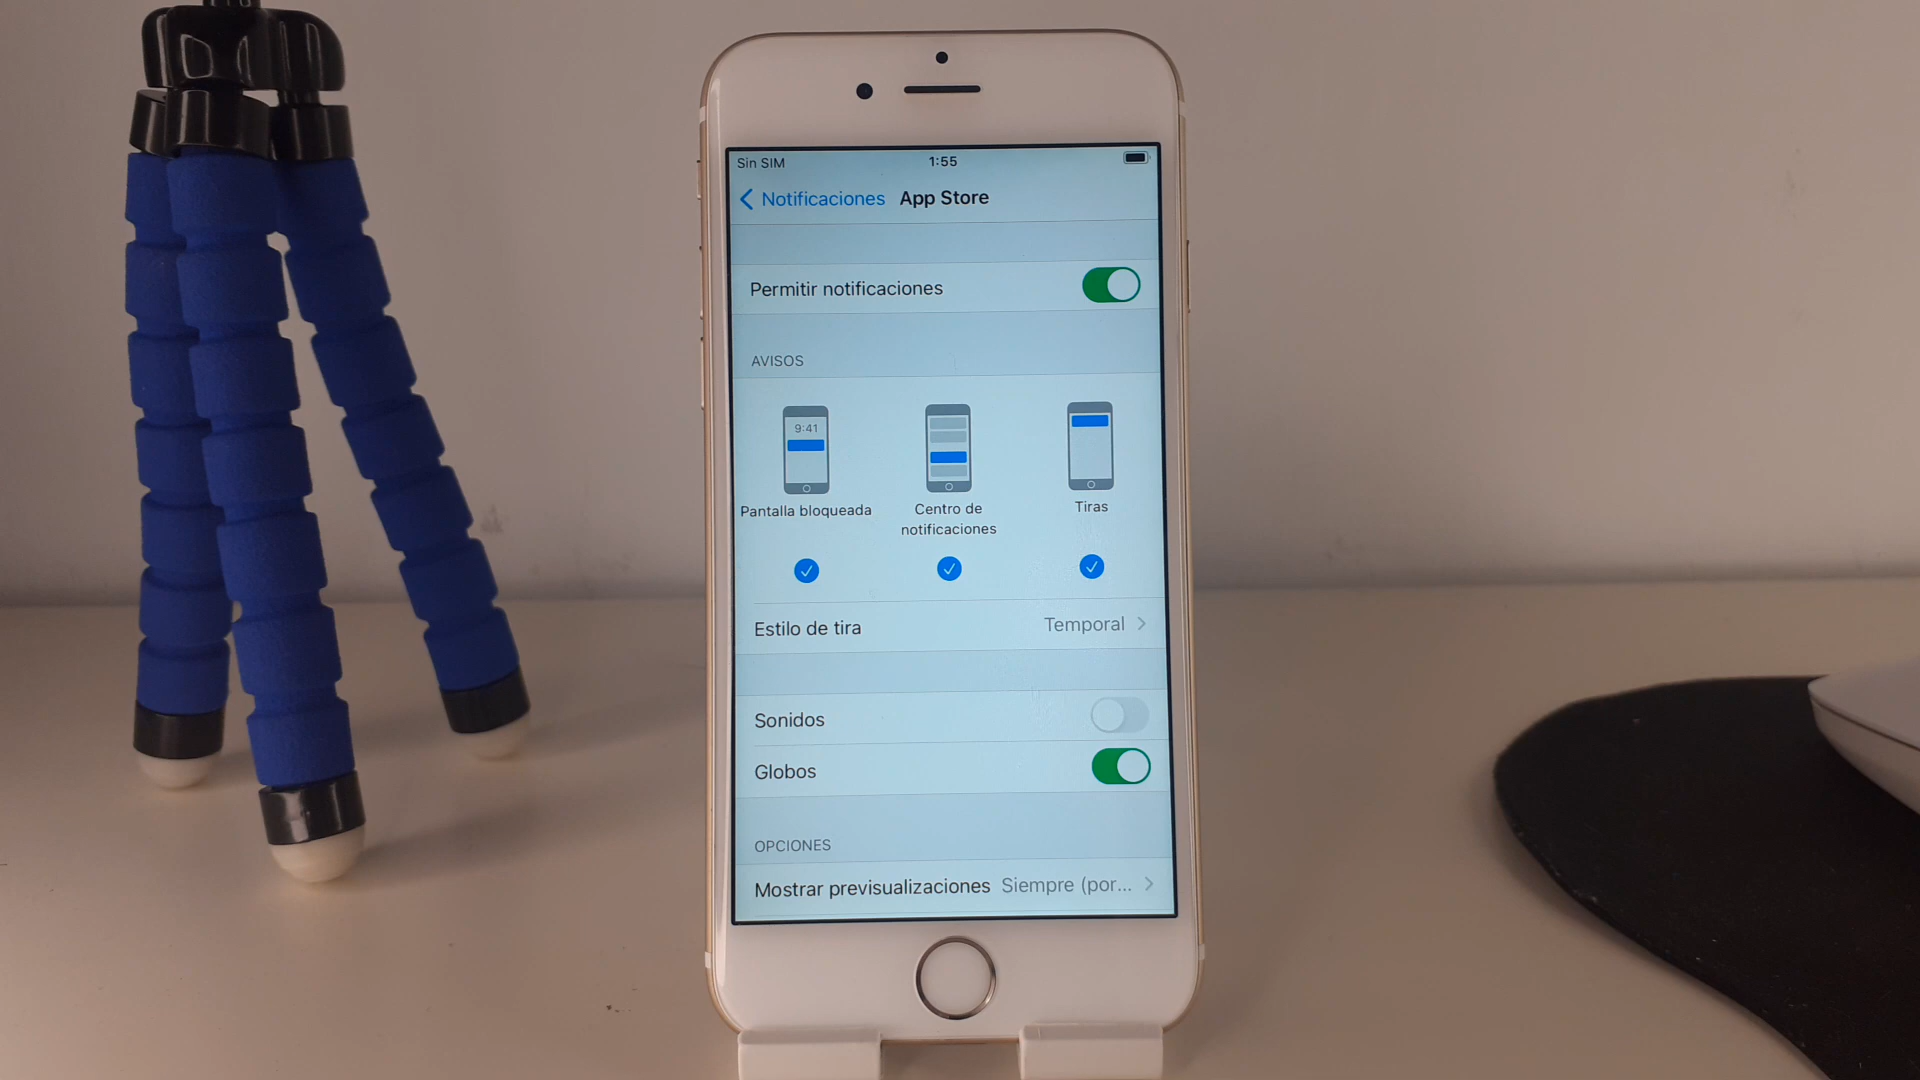 Sin SIM 1:55
Notificaciones App Store
Permitir notificaciones
AVISOS
9:41
Pantalla bloqueada
Centro de
notificaciones
Tiras
Estilo de tira Temporal
Sonidos
Globos
OPCIONES
Mostrar previsualizaciones Siempre (por...